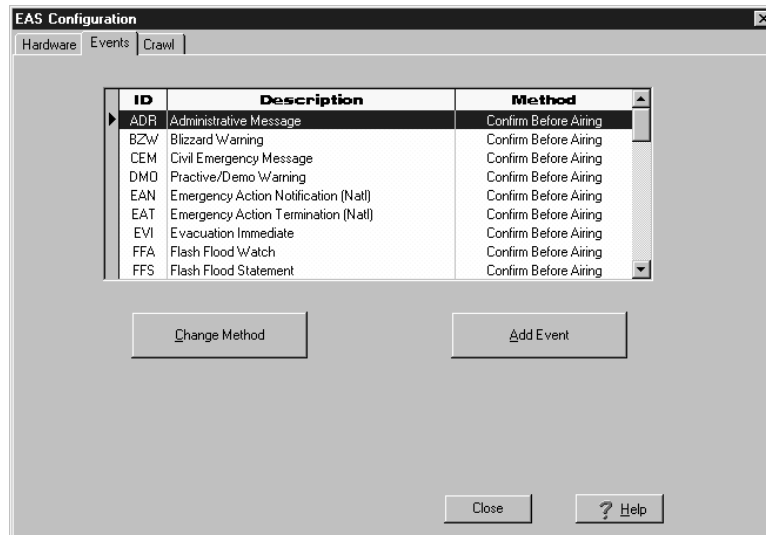 EAS Configuration
Hardware Events Crawl
ID Description Method
ADR Administrative Message Confirm Before Airing
BZW Blizzard Warning Confirm Before Airing
CEM Civil Emergency Message Confirm Before Airing
DMO Practive/Demo Warning Confirm Before Airing
EAN Emergency Action Notification (Natl) Confirm Before Airing
EAT Emergency Action Termination (Natl) Confirm Before Airing
EVI Evacuation Immediate Confirm Before Airing
FFA Flash Flood Watch Confirm Before Airing
FFS Flash Flood Statement Confirm Before Airing
Change Method Add Event
Close ? Help